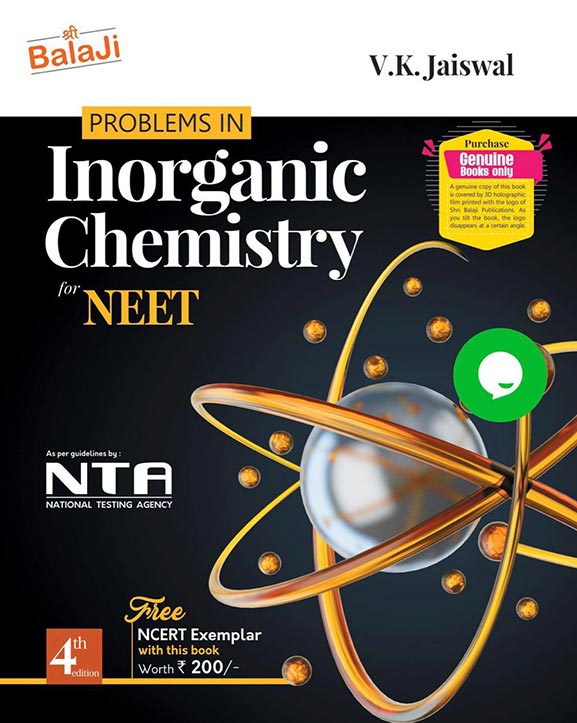 श्री
BalaJi
V.K. Jaiswal
PROBLEMS IN
Inorganic
Chemistry
for NEET
Purchase
Genuine
Books only
A genuine copy of this book
is covered by 3D holographic
film printed with the logo of
Shri Balaji Publications. As
you tilt the book, the logo
disappears at a certain angle.
As per guidelines by :
NTA
NATIONAL TESTING AGENCY
Free
NCERT Exemplar
with this book
Worth ₹ 200/-
4th
edition